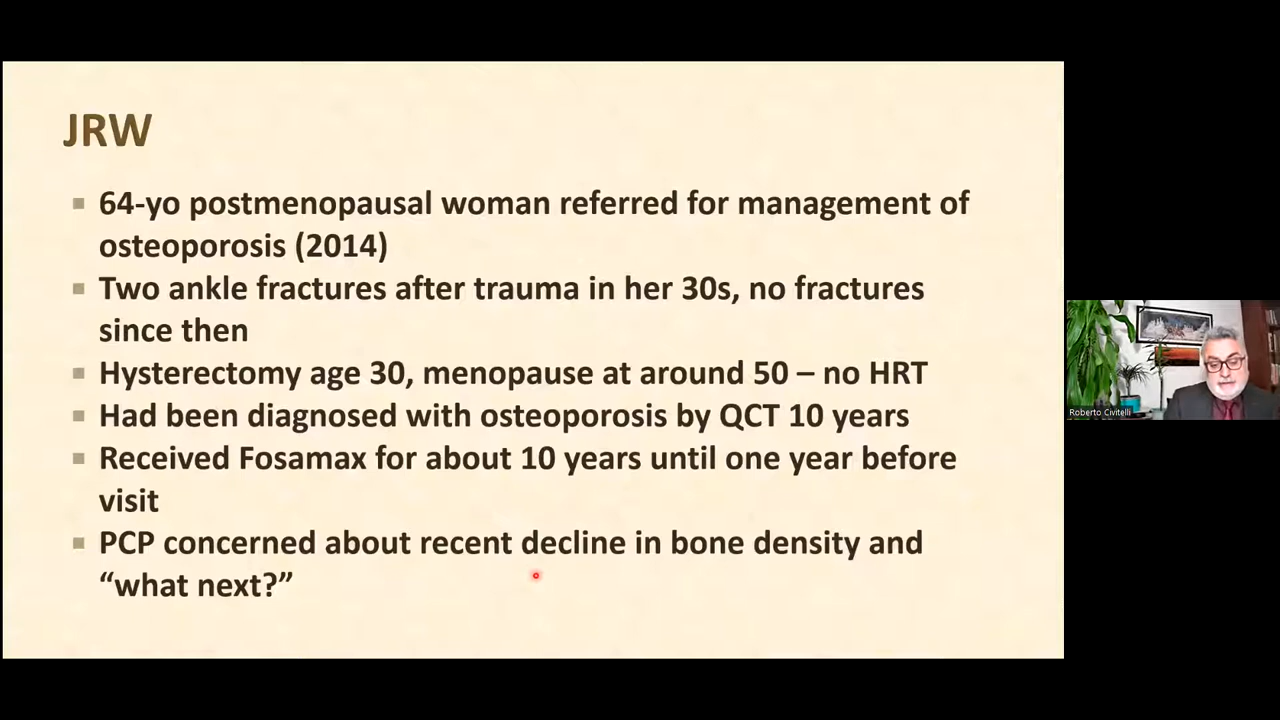 JRW
64-yo postmenopausal woman referred for management of
osteoporosis (2014)
Two ankle fractures after trauma in her 30s, no fractures
since then
Hysterectomy age 30, menopause at around 50 – no HRT
Had been diagnosed with osteoporosis by QCT 10 years
Received Fosamax for about 10 years until one year before
visit
PCP concerned about recent decline in bone density and
“what next?”
Roberto Civitelli